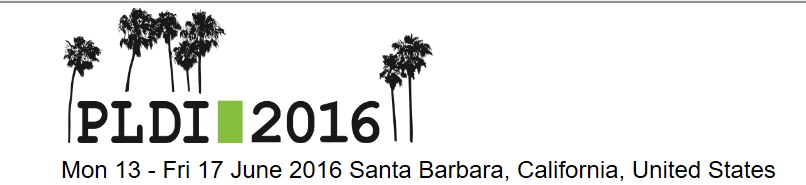 PLDI 2016
Mon 13 - Fri 17 June 2016 Santa Barbara, California, United States